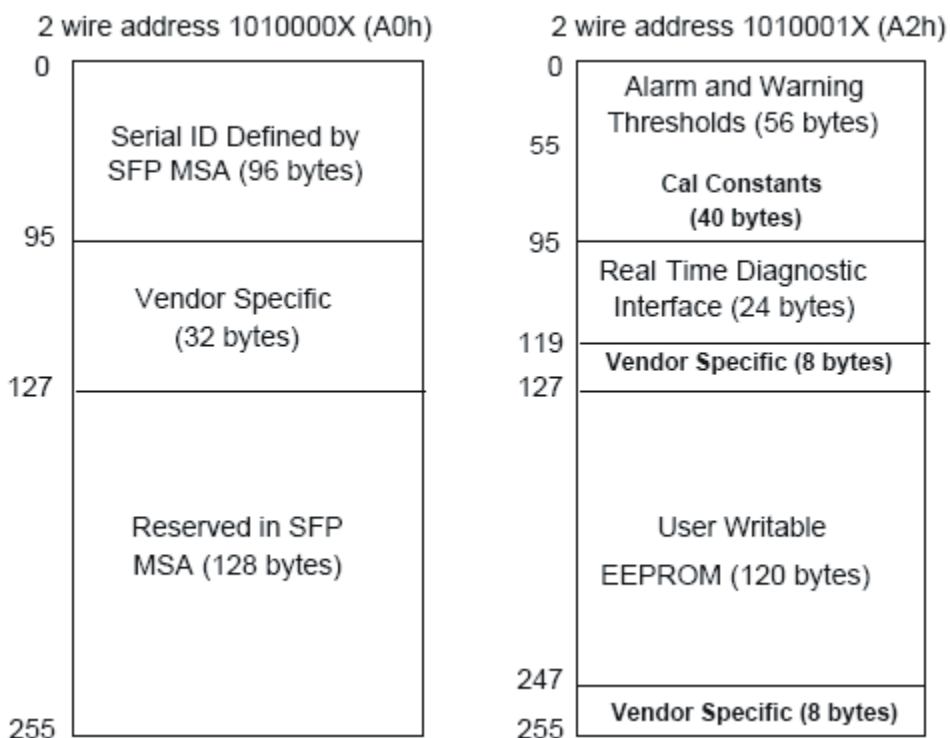 2 wire address 1010000X (A0h)
0
Serial ID Defined by
SFP MSA (96 bytes)
95
Vendor Specific
(32 bytes)
127
Reserved in SFP
MSA (128 bytes)
255
2 wire address 1010001X (A2h)
0
Alarm and Warning
Thresholds (56 bytes)
55
Cal Constants
(40 bytes)
95
Real Time Diagnostic
Interface (24 bytes)
119
Vendor Specific (8 bytes)
127
User Writable
EEPROM (120 bytes)
247
Vendor Specific (8 bytes)
255